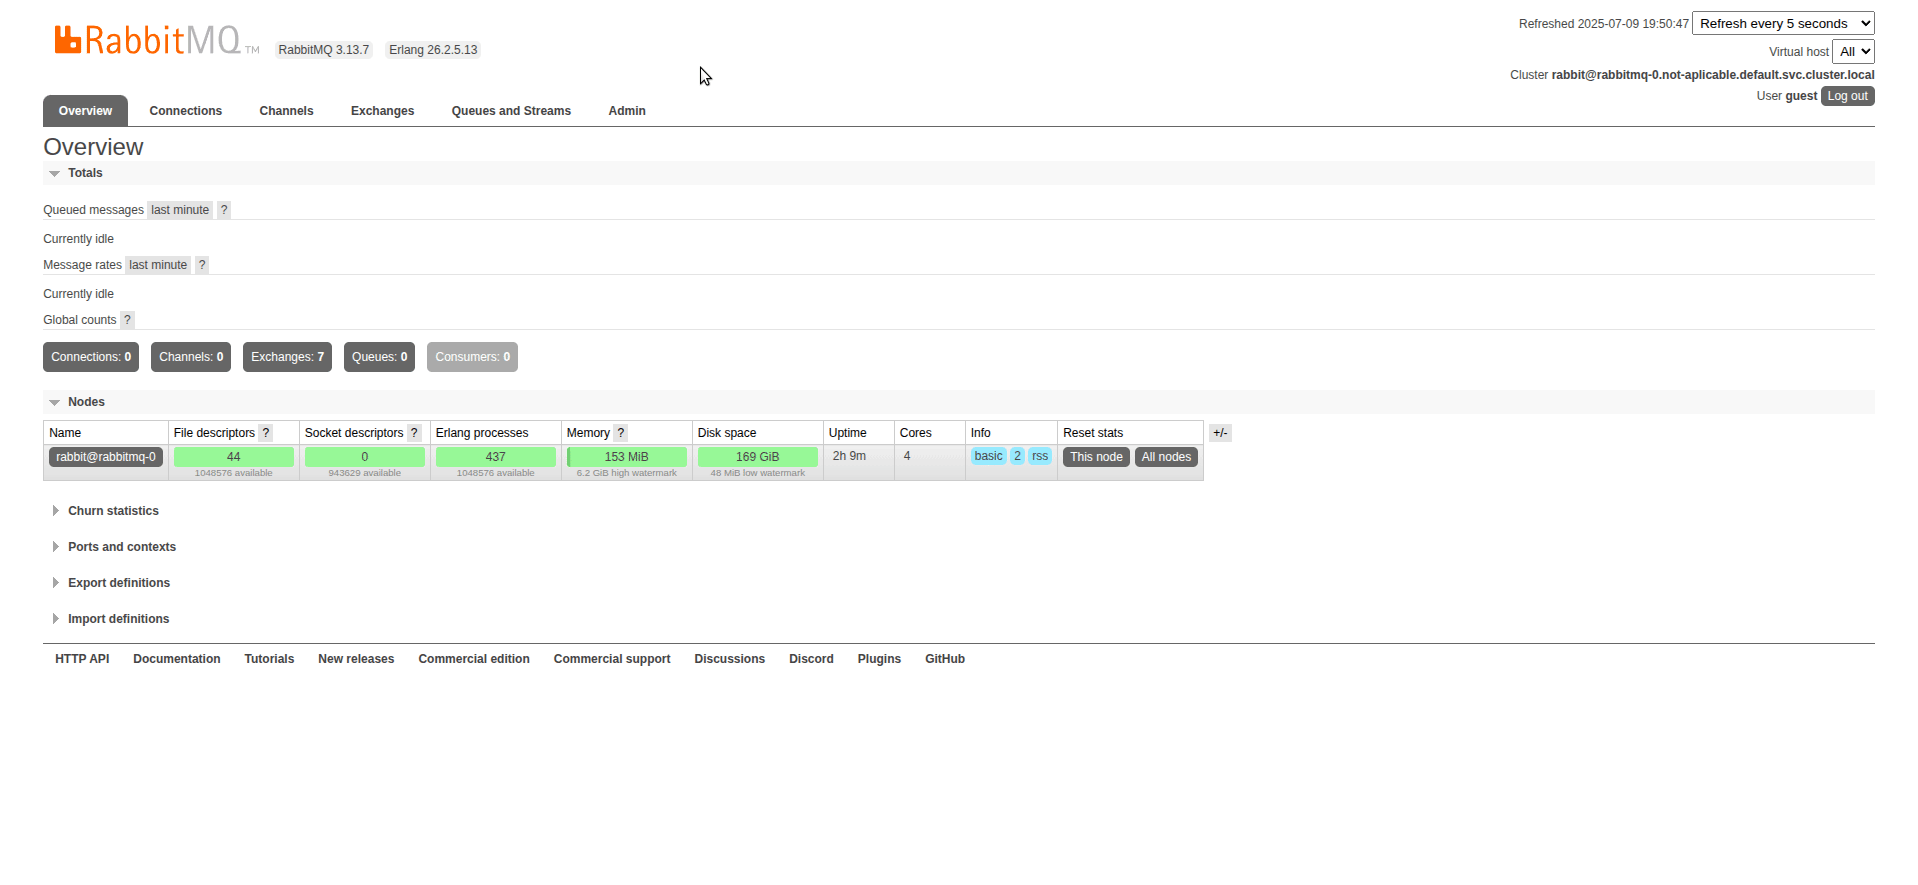 RabbitMQ TM RabbitMQ 3.13.7 Erlang 26.2.5.13
Refreshed 2025-07-09 19:50:47 Refresh every 5 seconds
Virtual host All
Cluster rabbit@rabbitmq-0.not-aplicable.default.svc.cluster.local
User guest Log out
Overview Connections Channels Exchanges Queues and Streams Admin
Overview
Totals
Queued messages last minute ?
Currently idle
Message rates last minute ?
Currently idle
Global counts ?
Connections: 0 Channels: 0 Exchanges: 7 Queues: 0 Consumers: 0
Nodes
Name File descriptors ? Socket descriptors ? Erlang processes Memory ? Disk space Uptime Cores Info Reset stats +/-
rabbit@rabbitmq-0 44 0 437 153 MiB 169 GiB 2h 9m 4 basic 2 rss This node All nodes
1048576 available 943629 available 1048576 available 6.2 GiB high watermark 48 MiB low watermark
Churn statistics
Ports and contexts
Export definitions
Import definitions
HTTP API Documentation Tutorials New releases Commercial edition Commercial support Discussions Discord Plugins GitHub